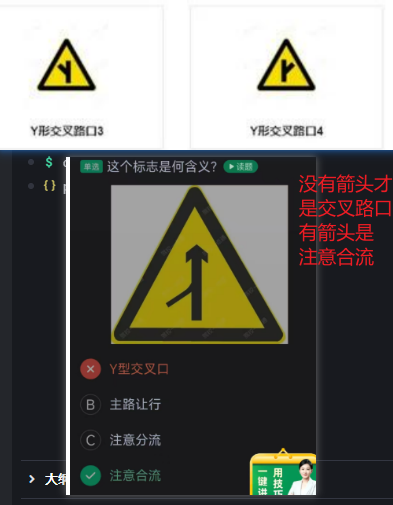 Y形交叉路口3
Y形交叉路口4
$
{} p
单选 这个标志是何含义? 读题
没有箭头才
是交叉路口
有箭头是
注意合流
Y型交叉口
B 主路让行
C 注意分流
注意合流
大纲
一键 用技